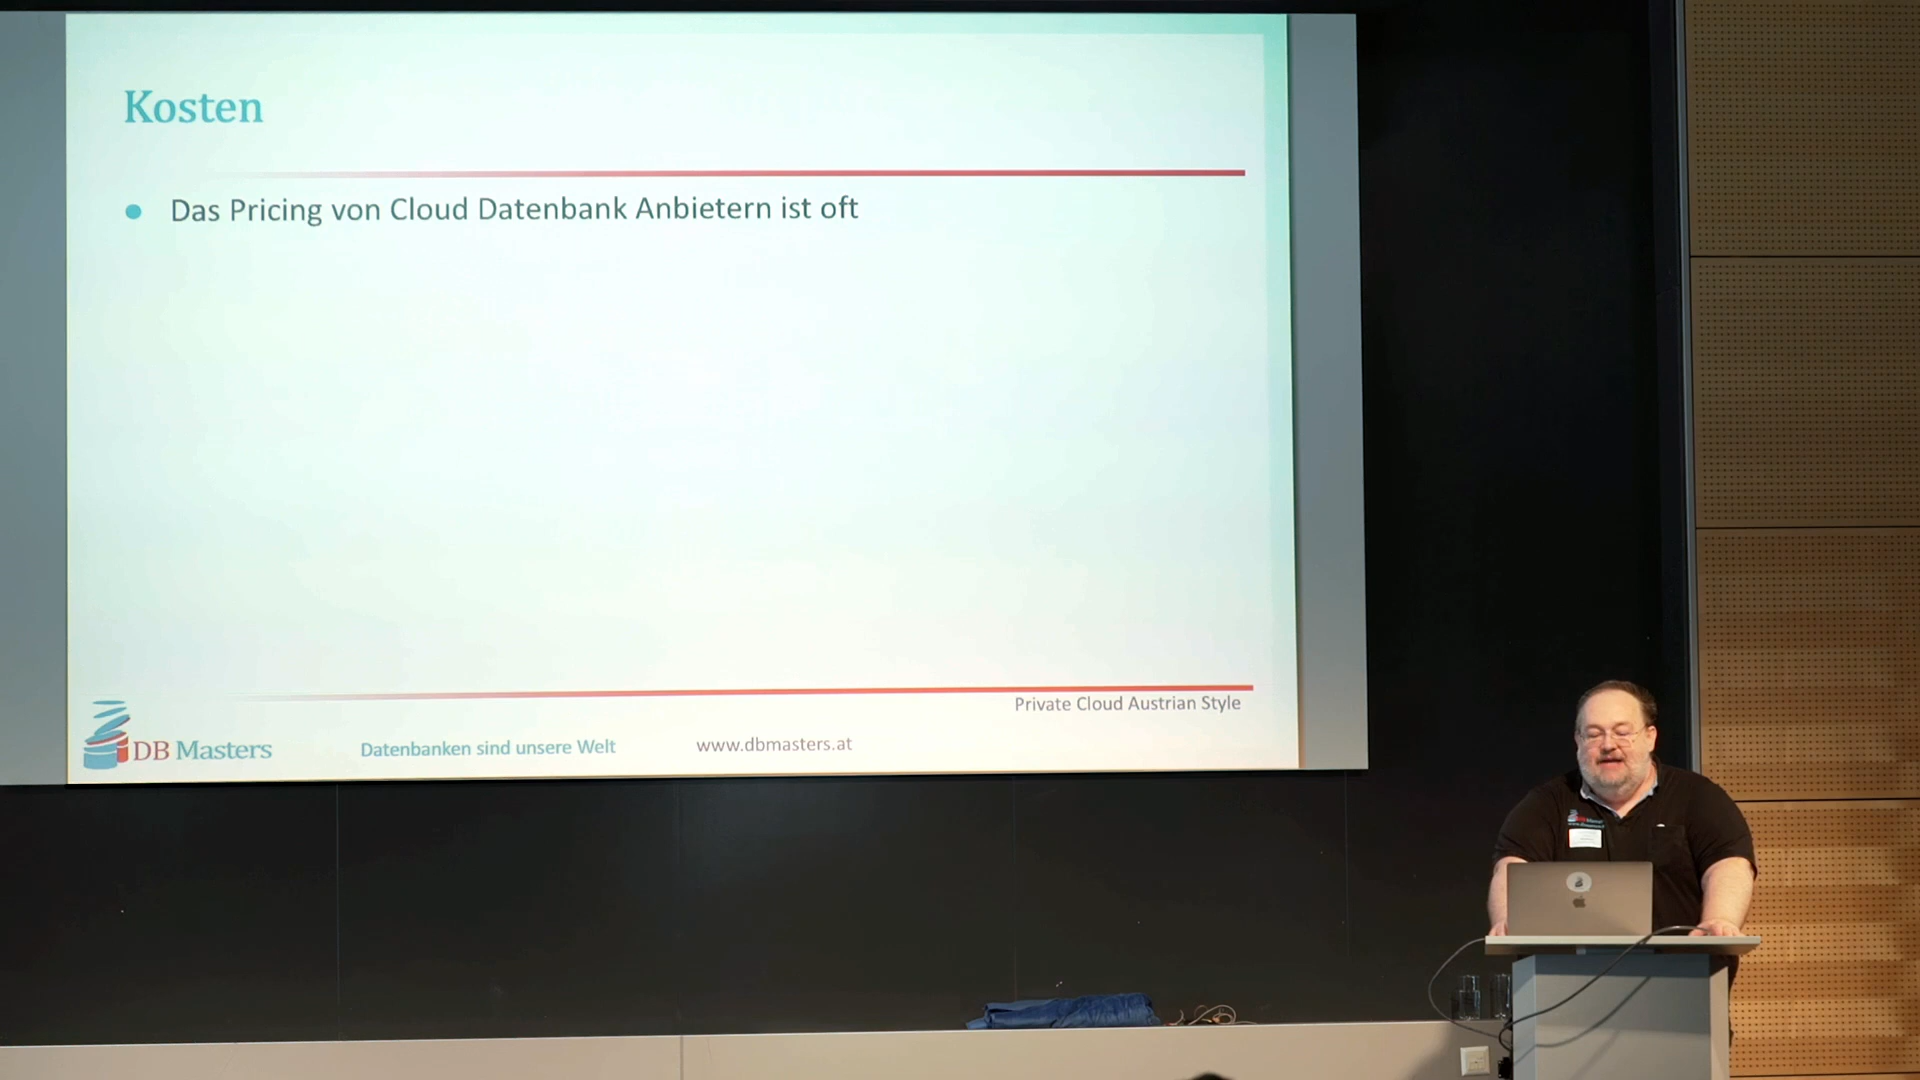 Kosten
Das Pricing von Cloud Datenbank Anbietern ist oft
Private Cloud Austrian Style
DB Masters
Datenbanken sind unsere Welt
www.dbmasters.at